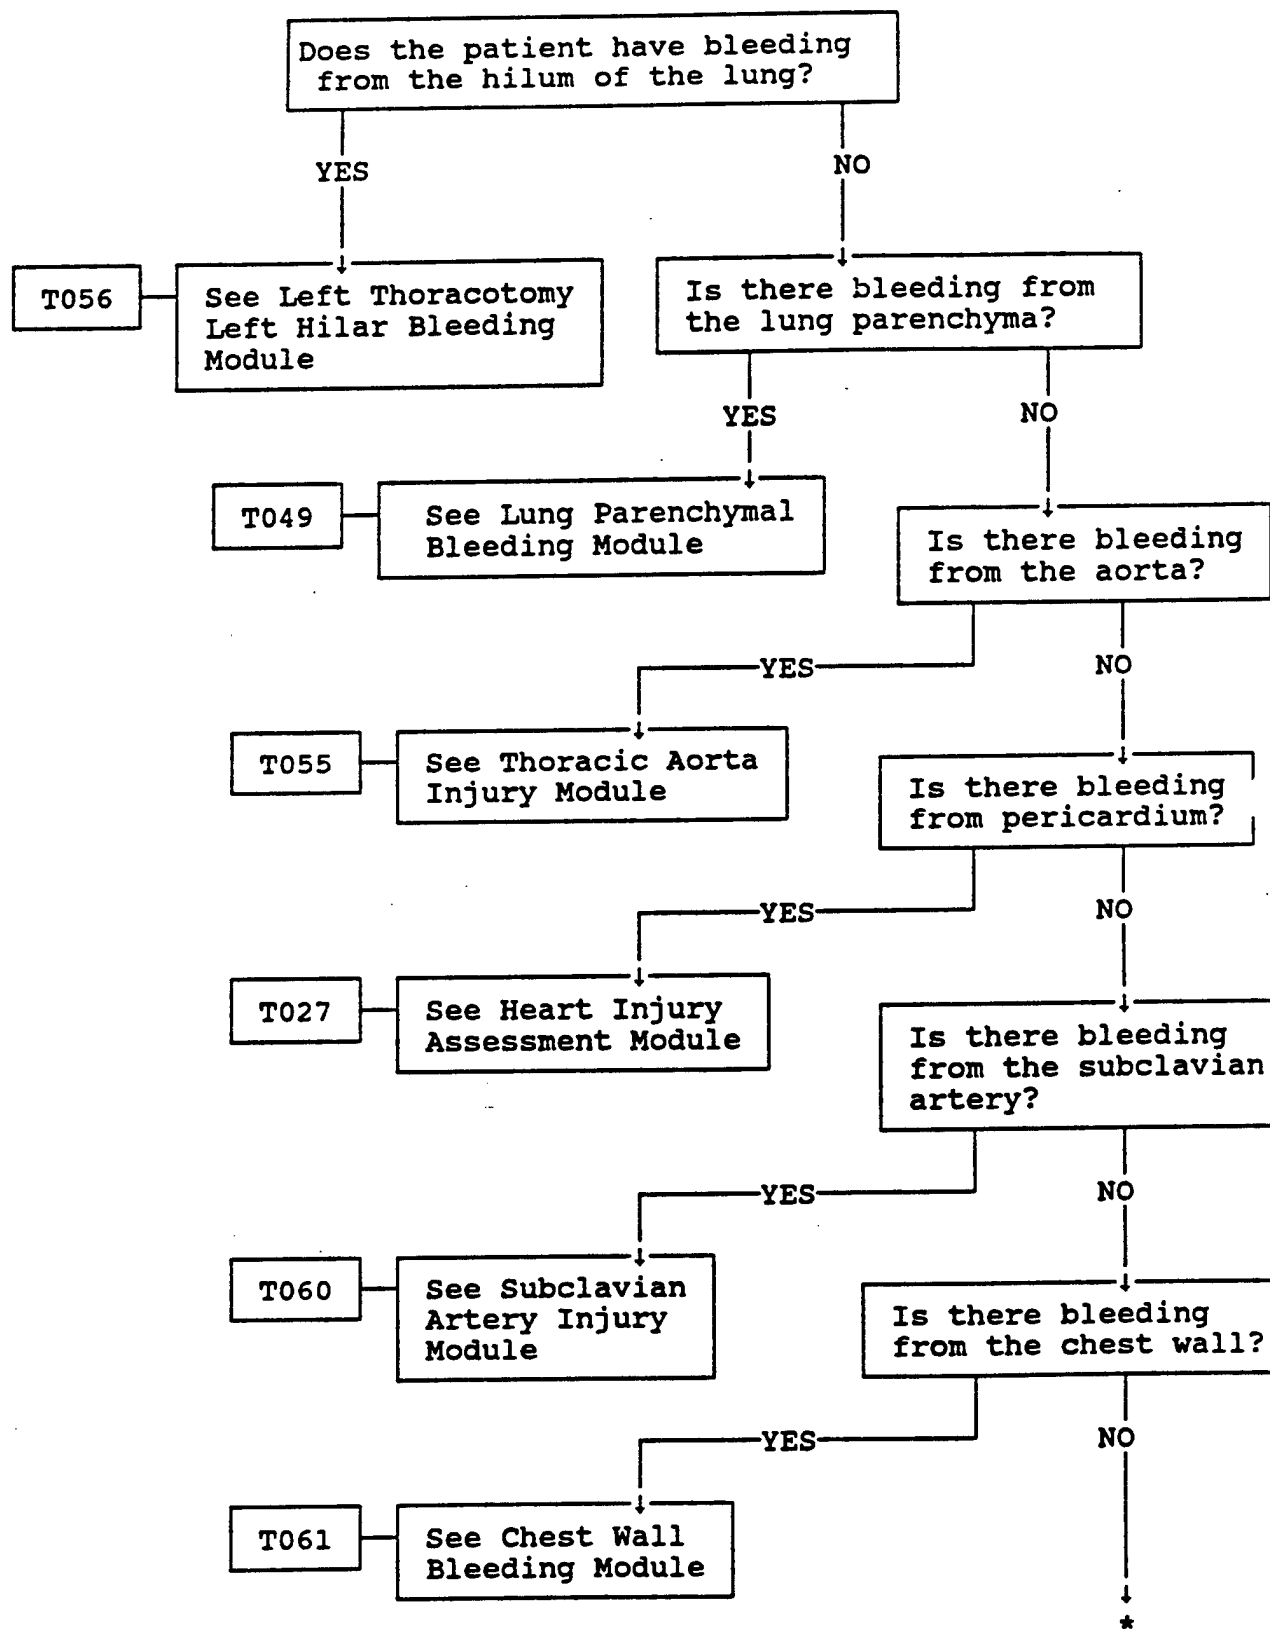 Does the patient have bleeding
from the hilum of the lung?
YES
NO
T056
See Left Thoracotomy
Left Hilar Bleeding
Module
Is there bleeding from
the lung parenchyma?
YES
NO
T049
See Lung Parenchymal
Bleeding Module
Is there bleeding
from the aorta?
YES
NO
T055
See Thoracic Aorta
Injury Module
Is there bleeding
from pericardium?
YES
NO
T027
See Heart Injury
Assessment Module
Is there bleeding
from the subclavian
artery?
YES
NO
T060
See Subclavian
Artery Injury
Module
Is there bleeding
from the chest wall?
YES
NO
T061
See Chest Wall
Bleeding Module
*